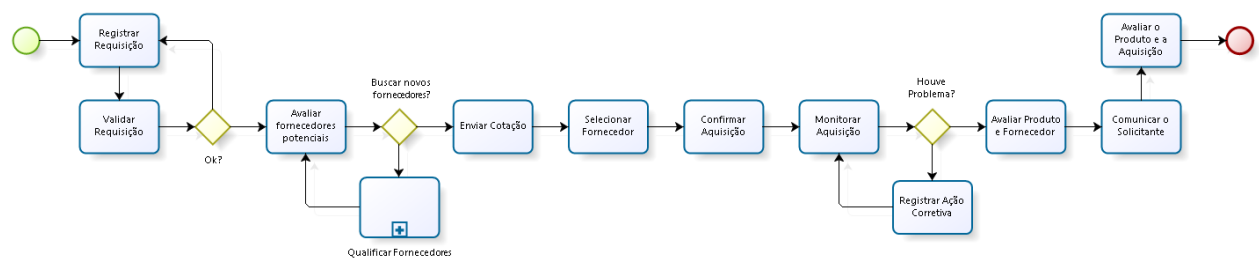 Registrar
Requisição
Validar
Requisição
Ok?
Avaliar
fornecedores
potenciais
Buscar novos
fornecedores?
Qualificar Fornecedores
Enviar Cotação
Selecionar
Fornecedor
Confirmar
Aquisição
Monitorar
Aquisição
Houve
Problema?
Registrar Ação
Corretiva
Avaliar Produto
e Fornecedor
Comunicar o
Solicitante
Avaliar o
Produto e a
Aquisição